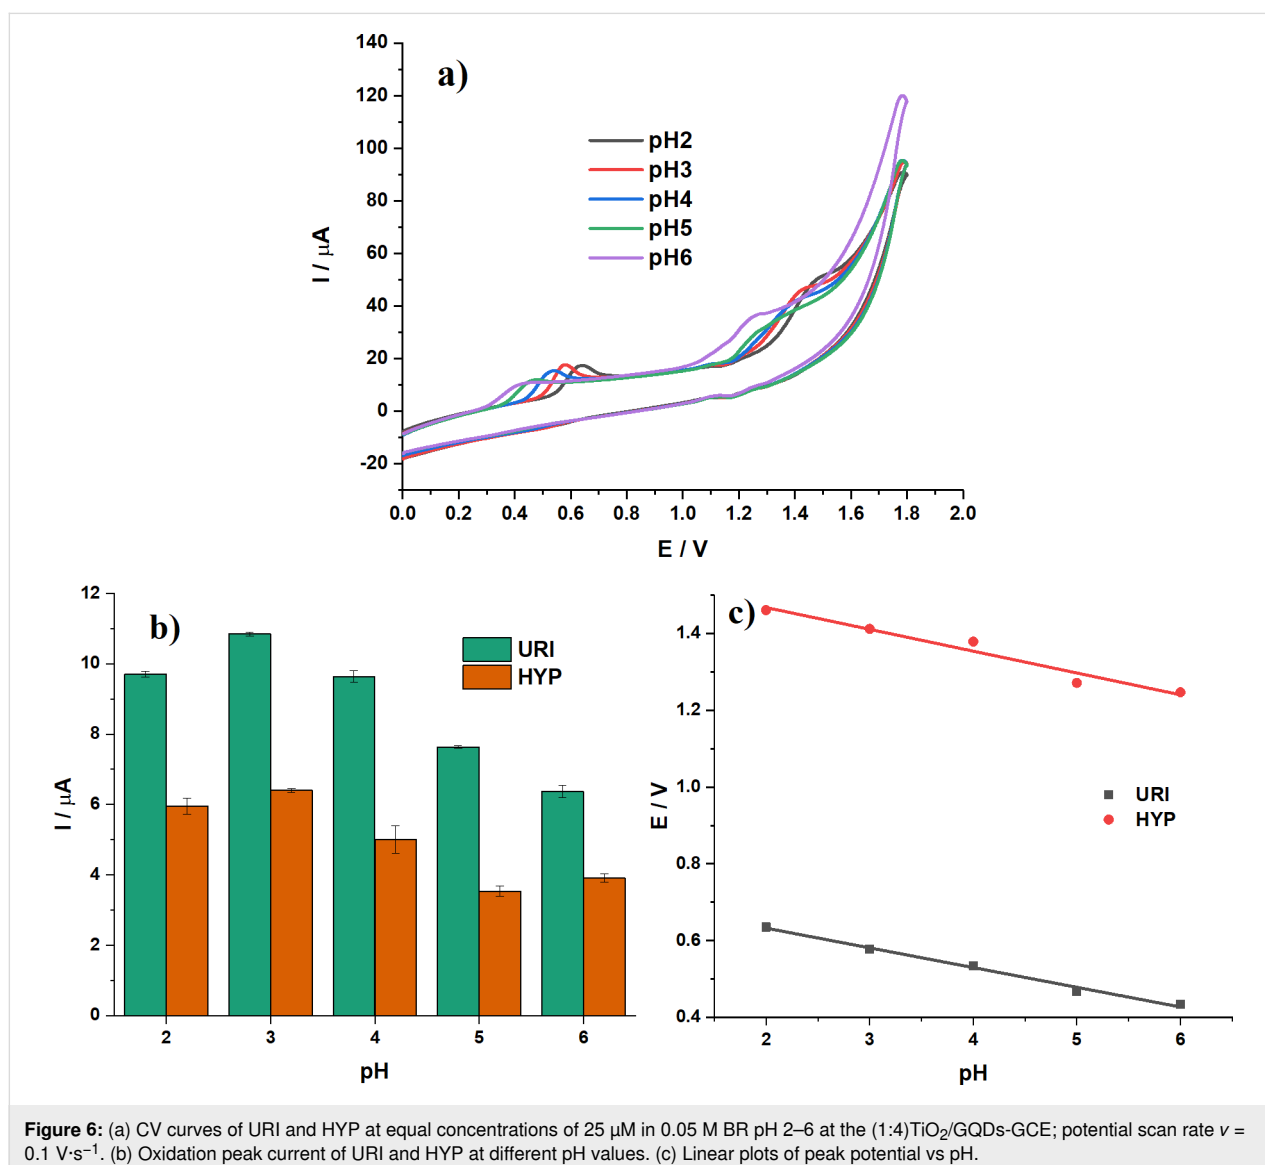 a)
140
120
100
80
60
40
20
0
-20
I / μA
pH2
pH3
pH4
pH5
pH6
0.0 0.2 0.4 0.6 0.8 1.0 1.2 1.4 1.6 1.8 2.0
E / V
b)
12
10
8
6
4
2
0
I / μA
URI
HYP
2 3 4 5 6
pH
c)
1.4
1.2
1.0
0.8
0.6
0.4
E / V
URI
HYP
2 3 4 5 6
pH
Figure 6: (a) CV curves of URI and HYP at equal concentrations of 25 μM in 0.05 M BR pH 2–6 at the (1:4)TiO₂/GQDs-GCE; potential scan rate v =
0.1 V·s⁻¹. (b) Oxidation peak current of URI and HYP at different pH values. (c) Linear plots of peak potential vs pH.